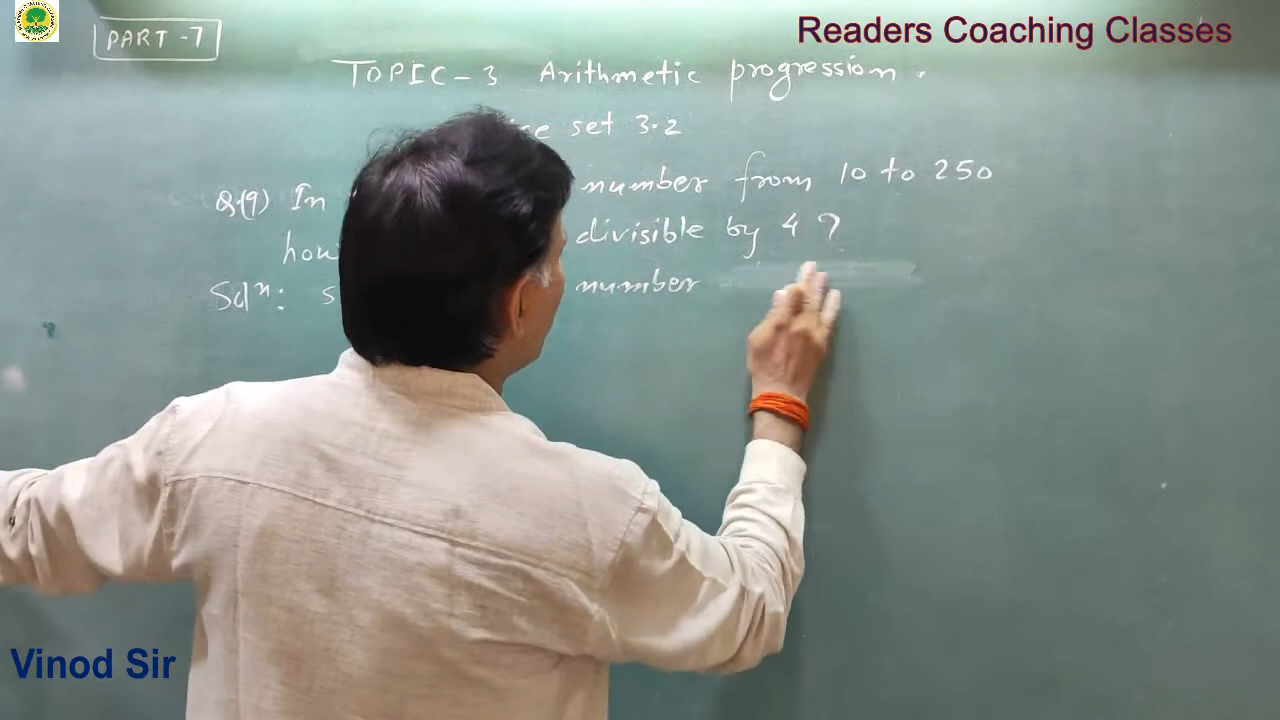 Readers Coaching Classes
PART-7
TOPIC-3 Arithmetic progression.
set 3.2
Q(9) In number from 10 to 250
divisible by 4 ?
Solⁿ: number
Vinod Sir